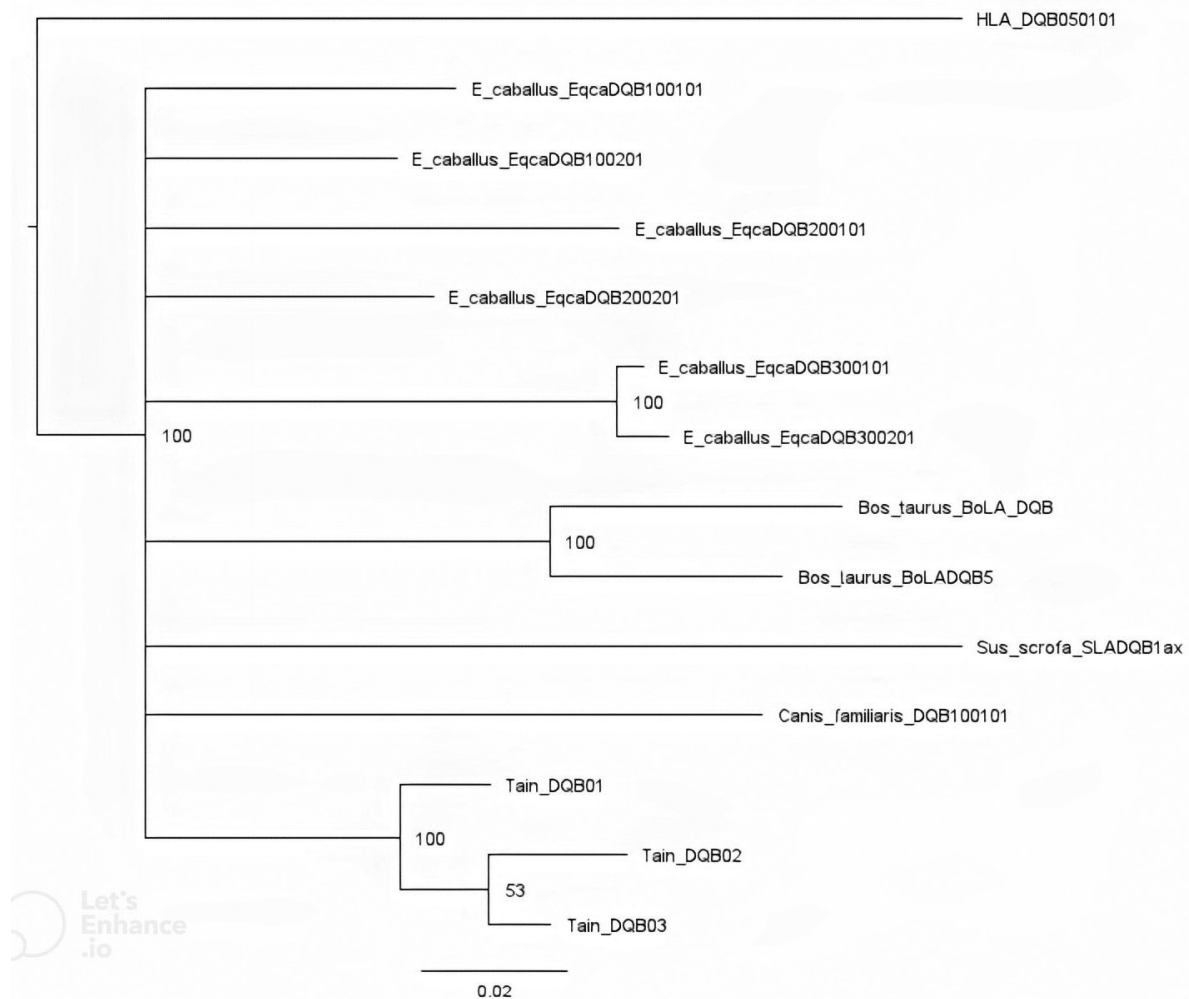 HLA_DQB050101
E_caballus_EqcaDQB100101
E_caballus_EqcaDQB100201
E_caballus_EqcaDQB200101
E_caballus_EqcaDQB200201
E_caballus_EqcaDQB300101
100
E_caballus_EqcaDQB300201
100
Bos_taurus_BoLA_DQB
100
Bos_laurus_BoLADQB5
Sus_scrofa_SLADQB1ax
Canis_familiaris_DQB100101
Tain_DQB01
100
Tain_DQB02
53
Tain_DQB03
Let's
Enhance
.io
0.02